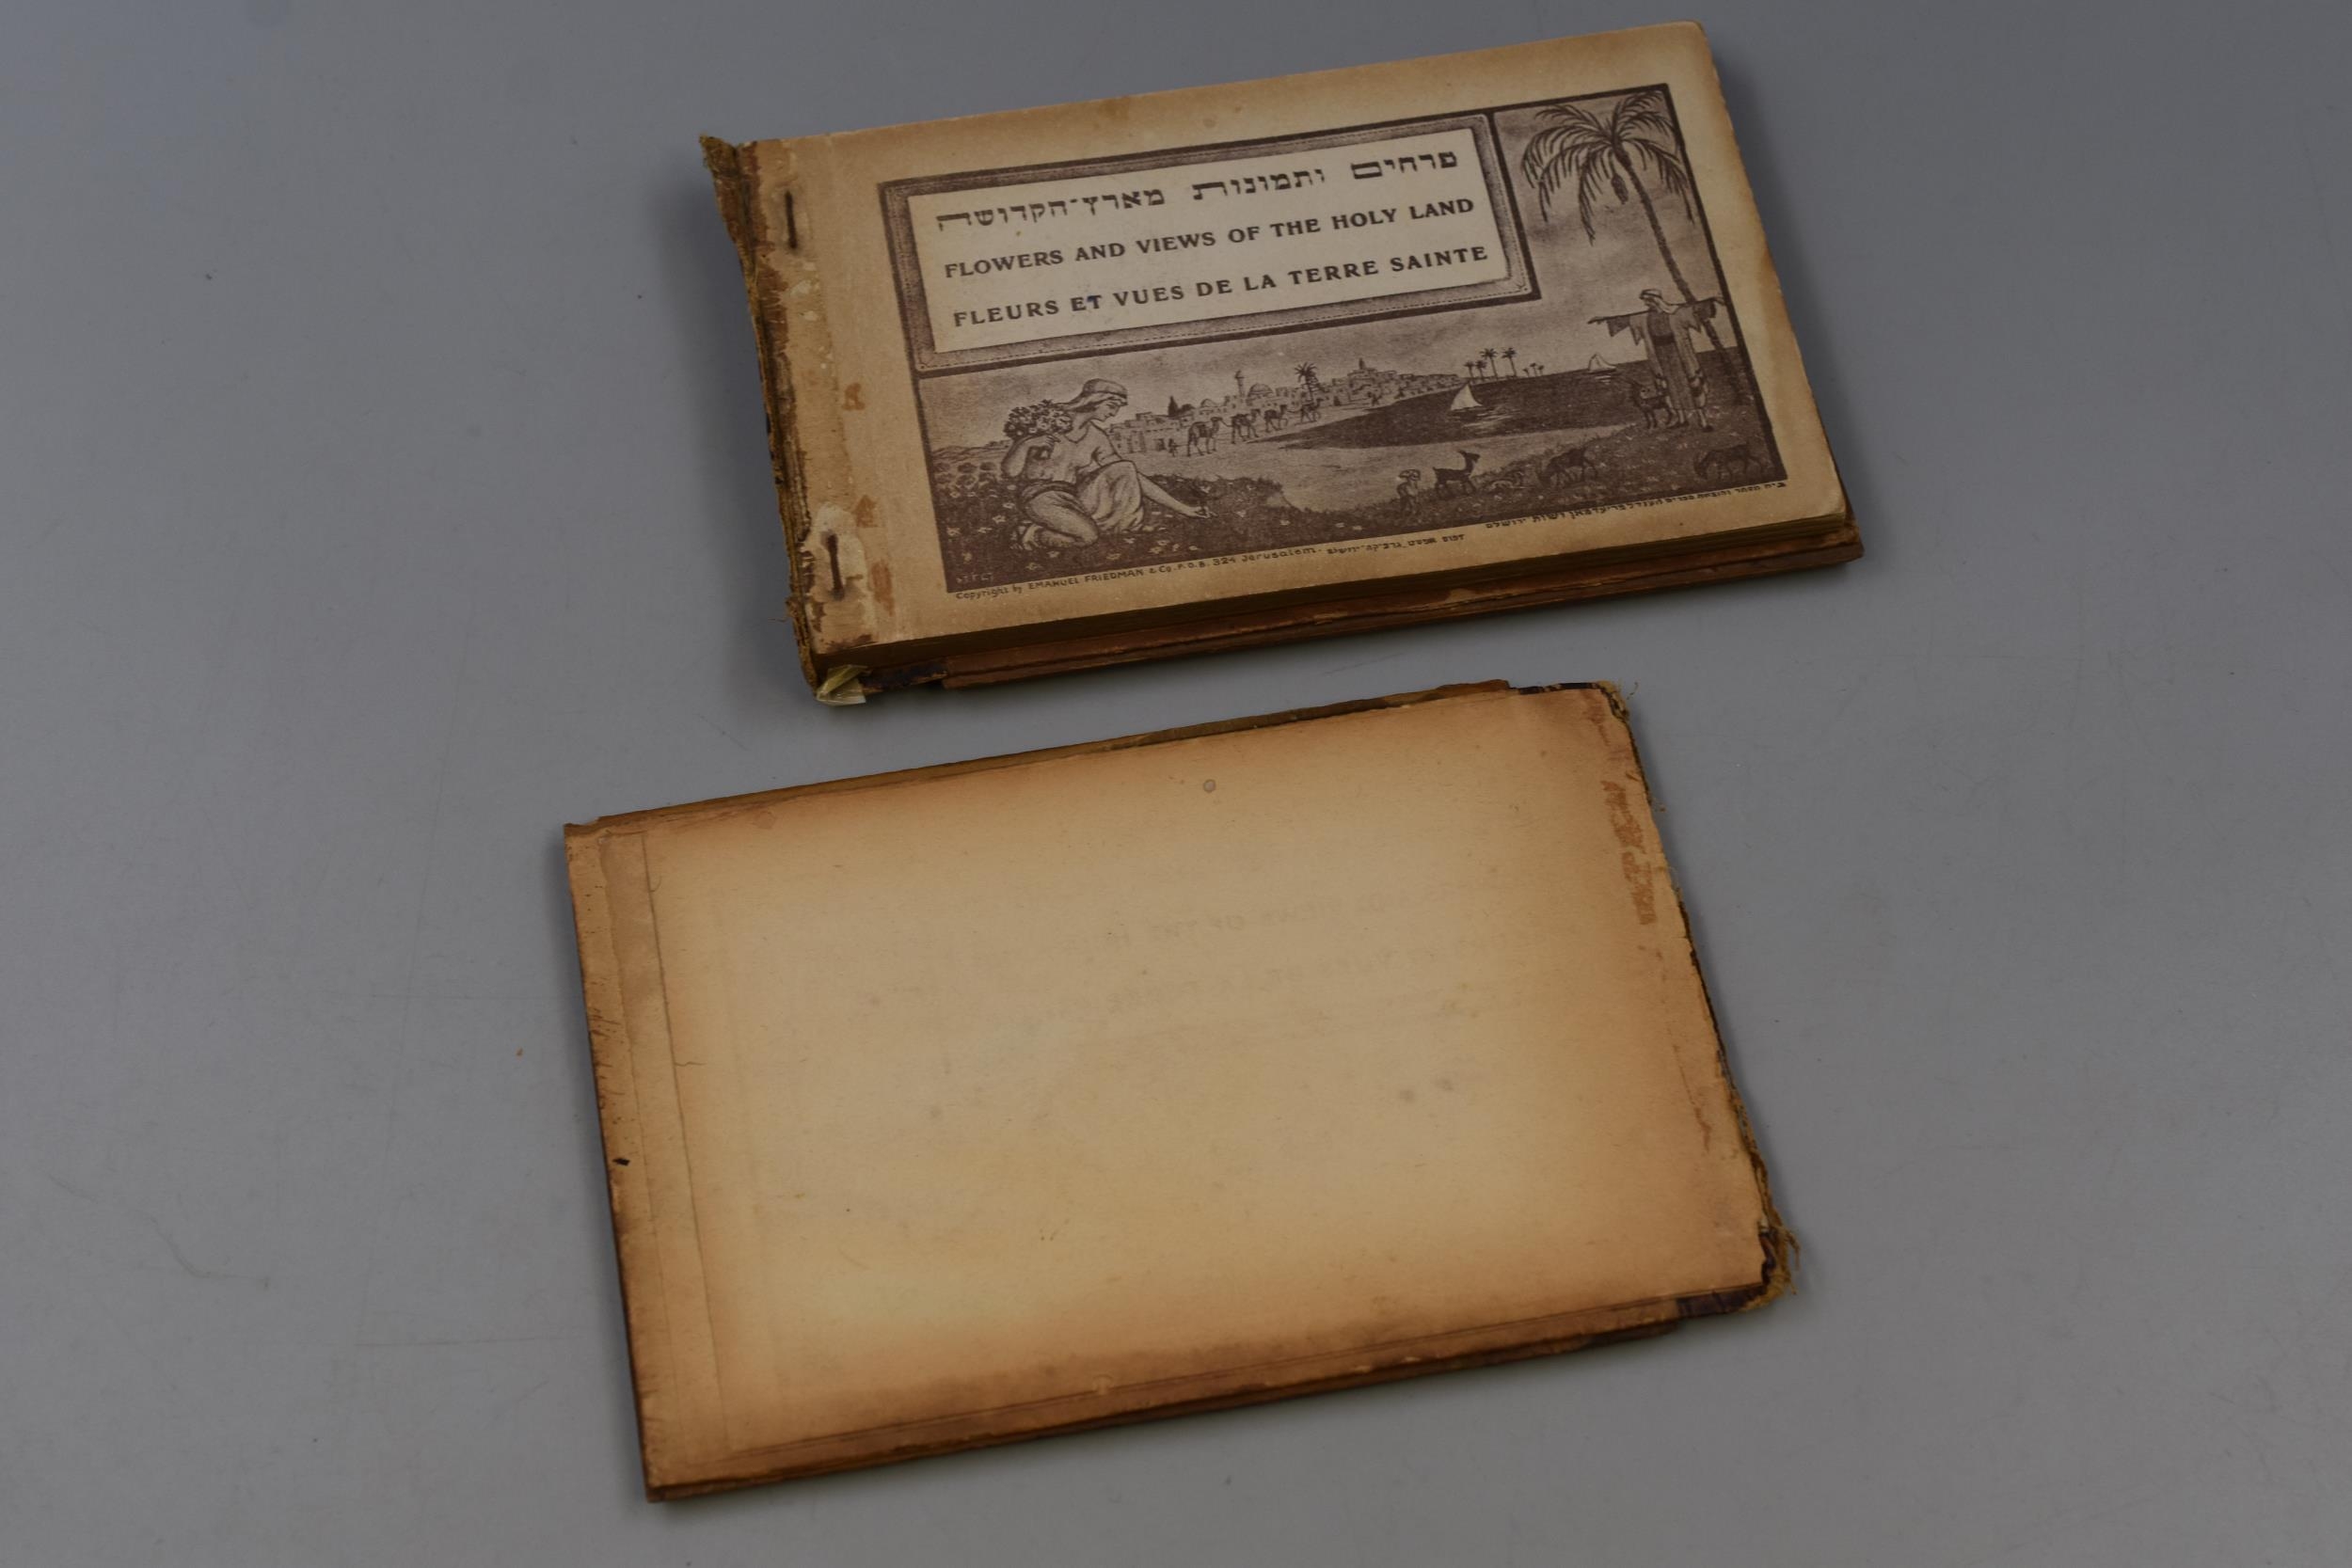 פרחים ותמונות מארץ־הקדושה
FLOWERS AND VIEWS OF THE HOLY LAND
FLEURS ET VUES DE LA TERRE SAINTE
Copyright by EMANUEL FRIEDMAN & Co. P.O.B. 324 Jerusalem.